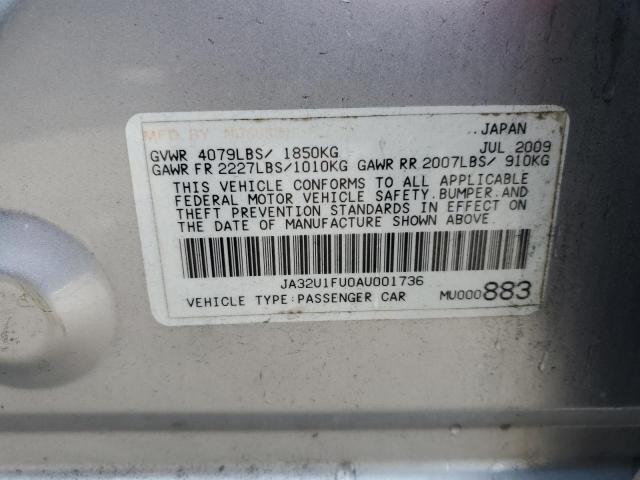 MFD BY JAPAN
JUL 2009
GVWR 4079LBS/ 1850KG
GAWR FR 2227LBS/1010KG GAWR RR 2007LBS/ 910KG
THIS VEHICLE CONFORMS TO ALL APPLICABLE
FEDERAL MOTOR VEHICLE SAFETY.BUMPER.AND
THEFT PREVENTION STANDARDS IN EFFECT ON
THE DATE OF MANUFACTURE SHOWN ABOVE.
JA32U1FU0AU001736
VEHICLE TYPE:PASSENGER CAR MU000883